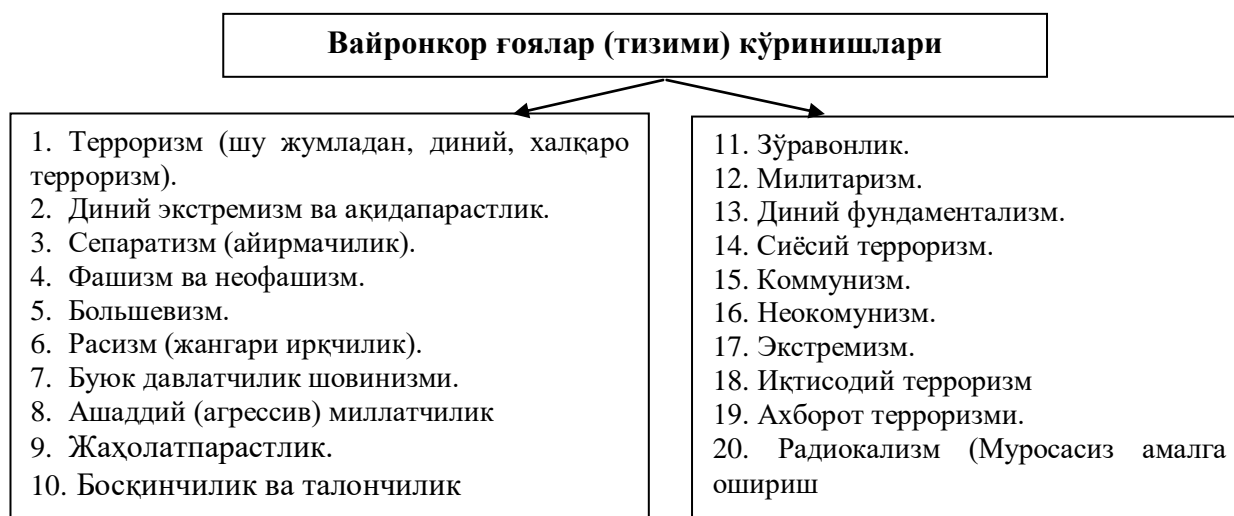 Вайронкор ғоялар (тизими) кўринишлари
1. Терроризм (шу жумладан, диний, халқаро
терроризм).
2. Диний экстремизм ва ақидапарастлик.
3. Сепаратизм (айирмачилик).
4. Фашизм ва неофашизм.
5. Большевизм.
6. Расизм (жангари ирқчилик).
7. Буюк давлатчилик шовинизми.
8. Ашаддий (агрессив) миллатчилик
9. Жаҳолатпарастлик.
10. Босқинчилик ва талончилик
11. Зўравонлик.
12. Милитаризм.
13. Диний фундаментализм.
14. Сиёсий терроризм.
15. Коммунизм.
16. Неокомунизм.
17. Экстремизм.
18. Иқтисодий терроризм
19. Ахборот терроризми.
20. Радиокализм (Муросасиз амалга
ошириш